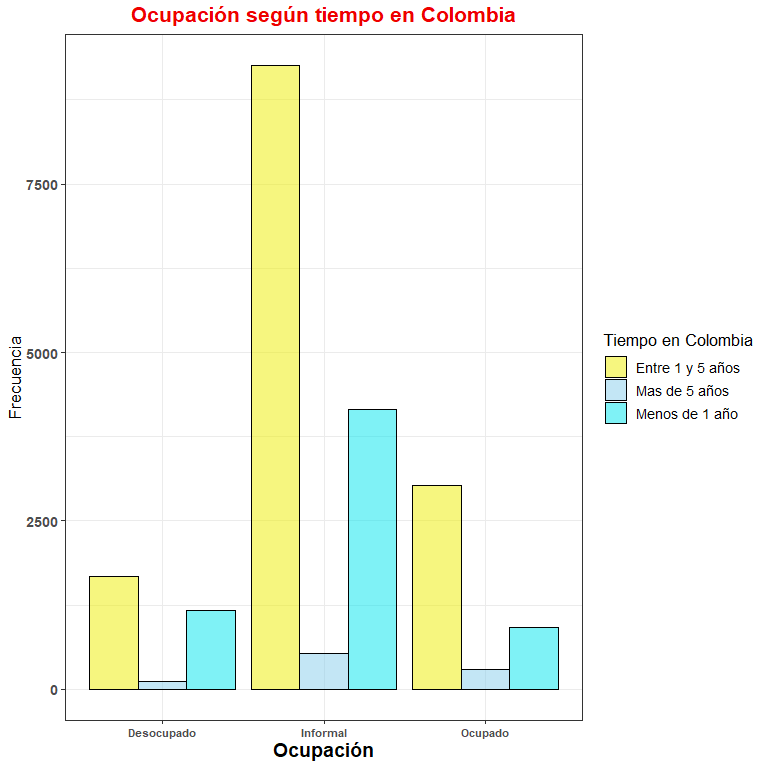 Ocupación según tiempo en Colombia
Frecuencia
7500
5000
2500
0
Desocupado
Informal
Ocupado
Ocupación
Tiempo en Colombia
Entre 1 y 5 años
Mas de 5 años
Menos de 1 año